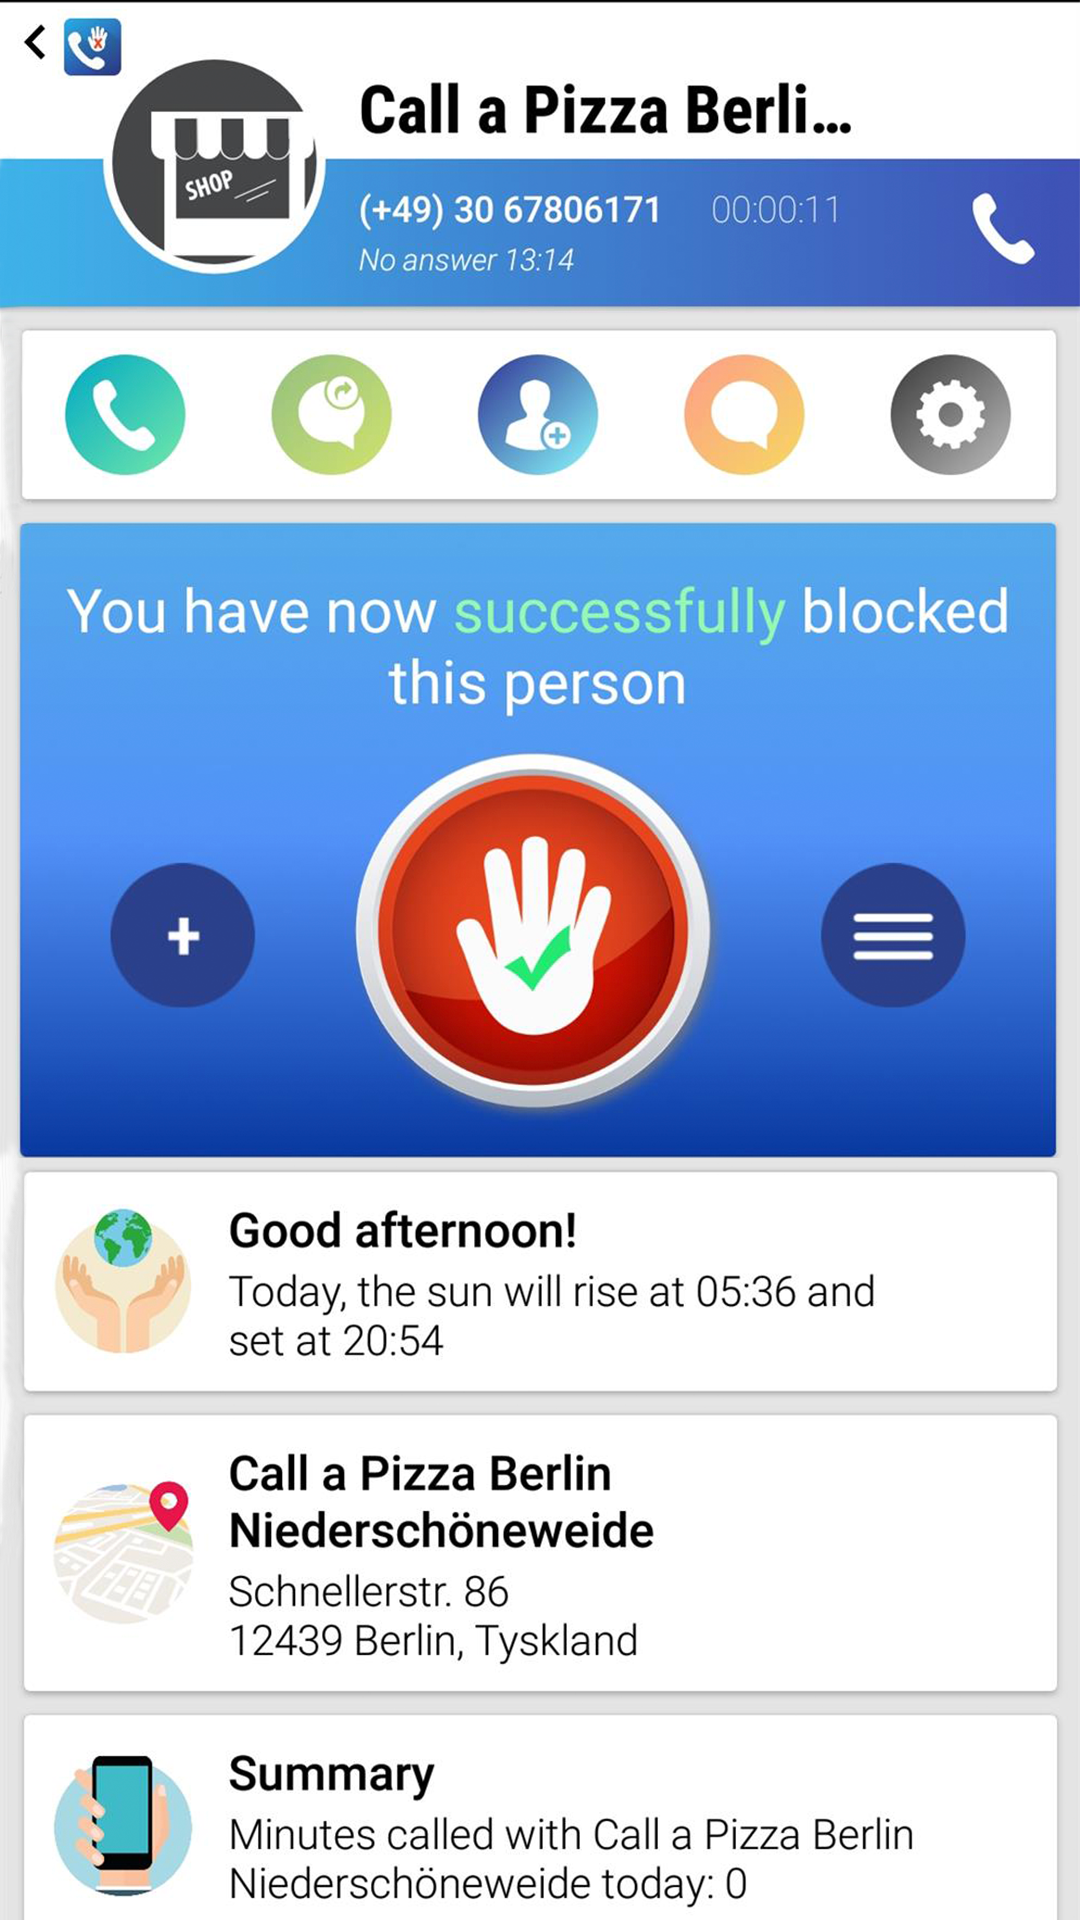 Call a Pizza Berli...
SHOP
(+49) 30 67806171 00:00:11
No answer 13:14
You have now successfully blocked
this person
Good afternoon!
Today, the sun will rise at 05:36 and
set at 20:54
Call a Pizza Berlin
Niederschöneweide
Schnellerstr. 86
12439 Berlin, Tyskland
Summary
Minutes called with Call a Pizza Berlin
Niederschöneweide today: 0